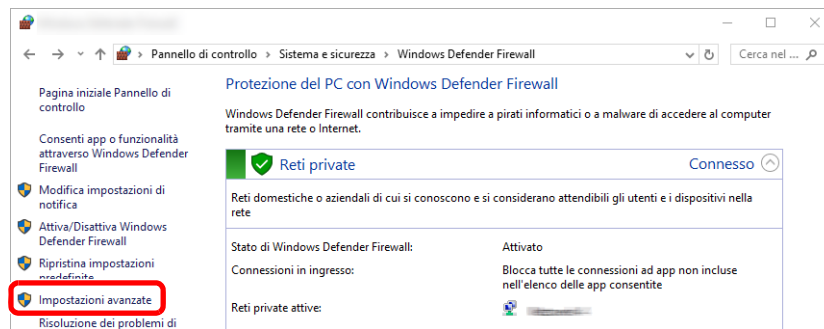 Pannello di controllo › Sistema e sicurezza › Windows Defender Firewall
Cerca nel ...
Pagina iniziale Pannello di
controllo
Consenti app o funzionalità
attraverso Windows Defender
Firewall
Modifica impostazioni di
notifica
Attiva/Disattiva Windows
Defender Firewall
Ripristina impostazioni
predefinite
Impostazioni avanzate
Risoluzione dei problemi di
Protezione del PC con Windows Defender Firewall
Windows Defender Firewall contribuisce a impedire a pirati informatici o a malware di accedere al computer
tramite una rete o Internet.
Reti private
Connesso
Reti domestiche o aziendali di cui si conoscono e si considerano attendibili gli utenti e i dispositivi nella
rete
Stato di Windows Defender Firewall: Attivato
Connessioni in ingresso: Blocca tutte le connessioni ad app non incluse
nell'elenco delle app consentite
Reti private attive: